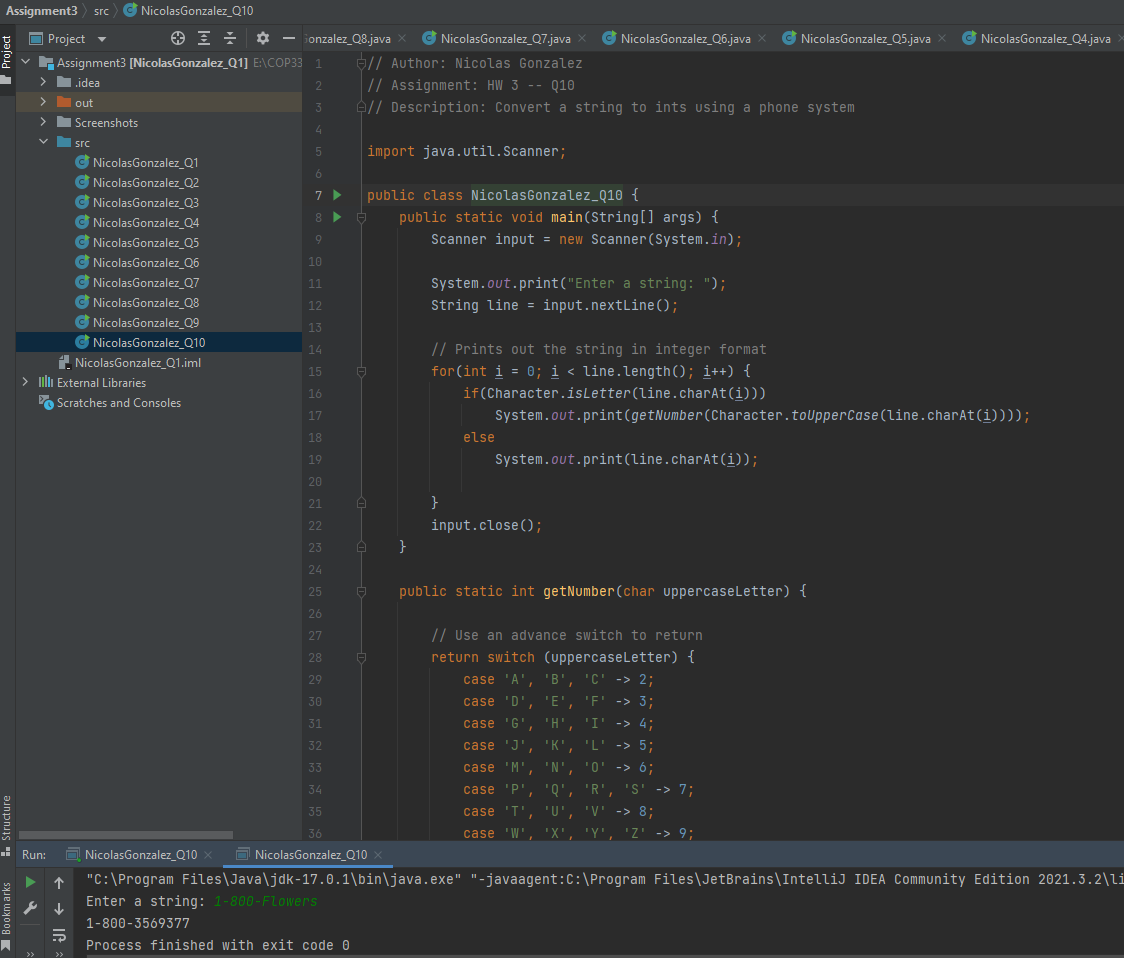 Assignment3 src NicolasGonzalez_Q10
Project
Project
onzalez_Q8.java NicolasGonzalez_Q7.java NicolasGonzalez_Q6.java NicolasGonzalez_Q5.java NicolasGonzalez_Q4.java
Assignment3 [NicolasGonzalez_Q1] E:\COP33
.idea
out
Screenshots
src
NicolasGonzalez_Q1
NicolasGonzalez_Q2
NicolasGonzalez_Q3
NicolasGonzalez_Q4
NicolasGonzalez_Q5
NicolasGonzalez_Q6
NicolasGonzalez_Q7
NicolasGonzalez_Q8
NicolasGonzalez_Q9
NicolasGonzalez_Q10
NicolasGonzalez_Q1.iml
External Libraries
Scratches and Consoles
1 // Author: Nicolas Gonzalez
2 // Assignment: HW 3 -- Q10
3 // Description: Convert a string to ints using a phone system
4
5 import java.util.Scanner;
6
7 public class NicolasGonzalez_Q10 {
8 public static void main(String[] args) {
9 Scanner input = new Scanner(System.in);
10
11 System.out.print("Enter a string: ");
12 String line = input.nextLine();
13
14 // Prints out the string in integer format
15 for(int i = 0; i < line.length(); i++) {
16 if(Character.isLetter(line.charAt(i)))
17 System.out.print(getNumber(Character.toUpperCase(line.charAt(i))));
18 else
19 System.out.print(line.charAt(i));
20
21 }
22 input.close();
23 }
24
25 public static int getNumber(char uppercaseLetter) {
26
27 // Use an advance switch to return
28 return switch (uppercaseLetter) {
29 case 'A', 'B', 'C' -> 2;
30 case 'D', 'E', 'F' -> 3;
31 case 'G', 'H', 'I' -> 4;
32 case 'J', 'K', 'L' -> 5;
33 case 'M', 'N', 'O' -> 6;
34 case 'P', 'Q', 'R', 'S' -> 7;
35 case 'T', 'U', 'V' -> 8;
36 case 'W', 'X', 'Y', 'Z' -> 9;
Structure
Bookmarks
Run: NicolasGonzalez_Q10 NicolasGonzalez_Q10
"C:\Program Files\Java\jdk-17.0.1\bin\java.exe" "-javaagent:C:\Program Files\JetBrains\IntelliJ IDEA Community Edition 2021.3.2\li
Enter a string: 1-800-Flowers
1-800-3569377
Process finished with exit code 0